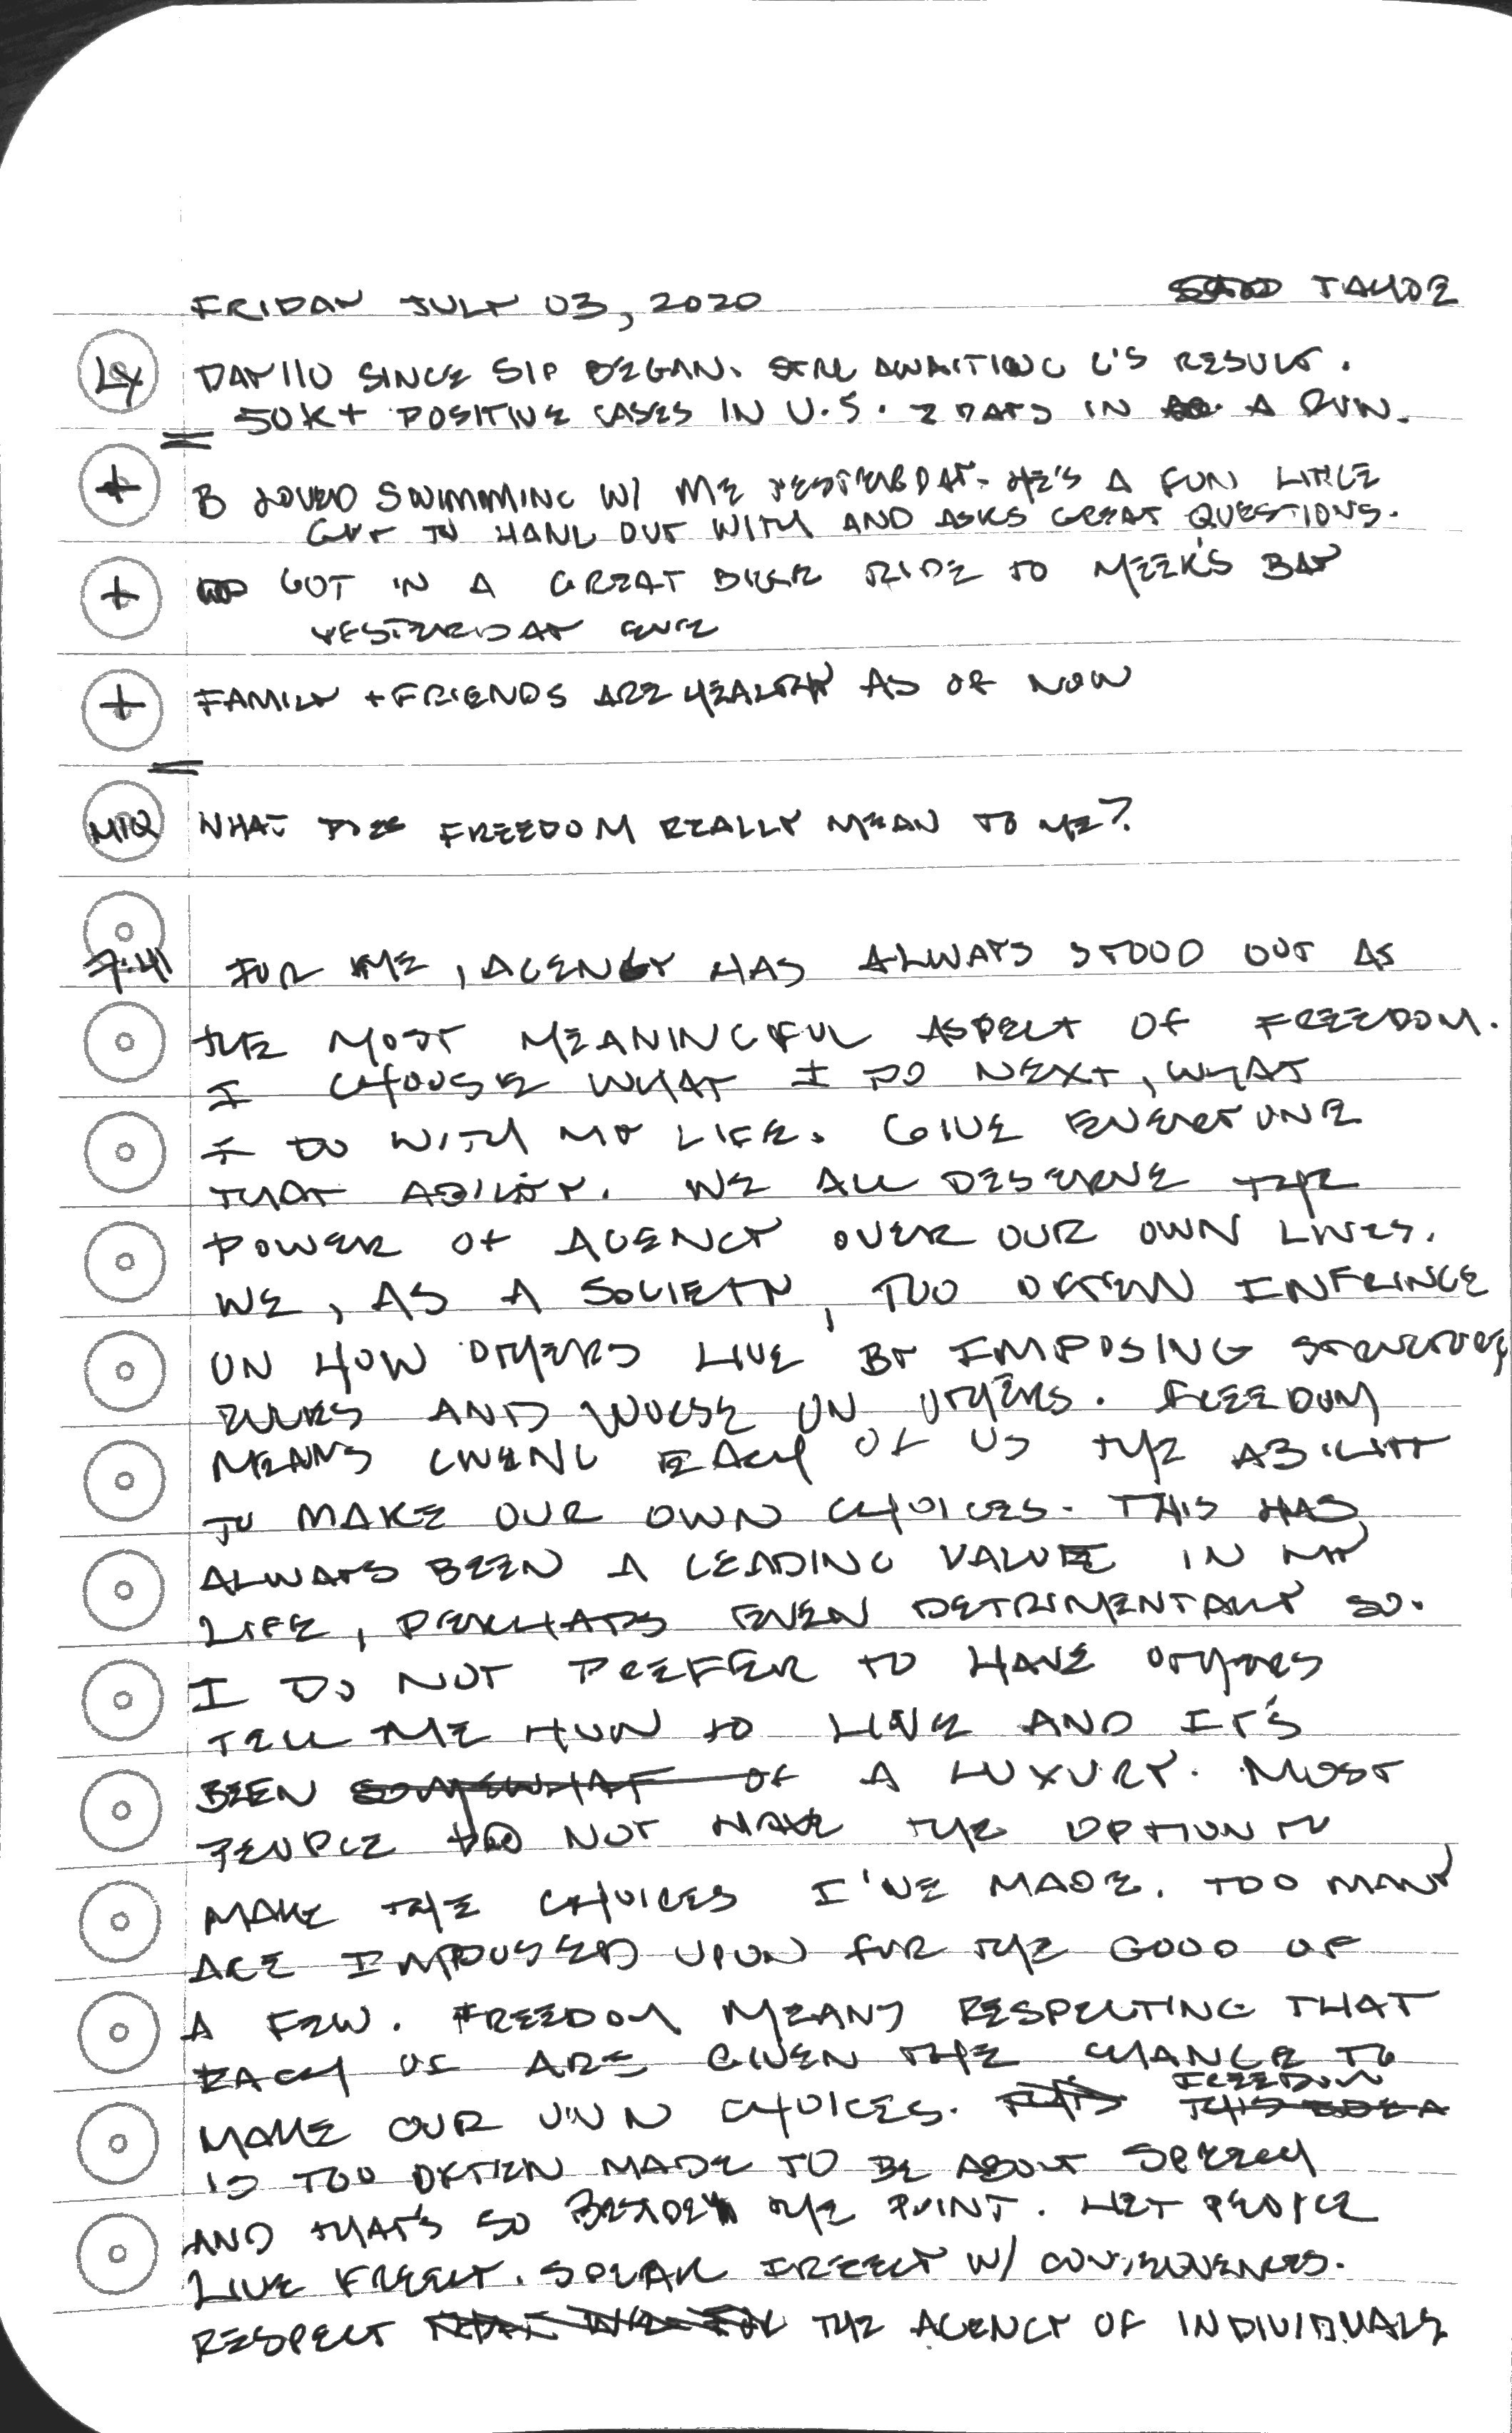 FRIDAY JULY 03, 2020 TAHOE
LY DAY 110 SINCE SIP BEGAN. STILL AWAITING C'S RESULT.
50K+ POSITIVE CASES IN U.S. 2 DAYS IN A RUN.
+ B LOVED SWIMMING W/ ME YESTERDAY. HE'S A FUN LITTLE
GUY TO HANG OUT WITH AND ASKS GREAT QUESTIONS.
+ GOT IN A GREAT BIKE RIDE TO MEEK'S BAY
YESTERDAY EVE
+ FAMILY + FRIENDS ARE HEALTHY AS OF NOW
MIQ WHAT DOES FREEDOM REALLY MEAN TO ME?
7:41 FOR ME, AGENCY HAS ALWAYS STOOD OUT AS
THE MOST MEANINGFUL ASPECT OF FREEDOM.
I CHOOSE WHAT I DO NEXT, WHAT
I DO WITH MY LIFE. GIVE EVERYONE
THAT ABILITY. WE ALL DESERVE THE
POWER OF AGENCY OVER OUR OWN LIVES.
WE, AS A SOCIETY, TOO OFTEN INFRINGE
ON HOW OTHERS LIVE BY IMPOSING
RULES AND WORSE ON OTHERS. FREEDOM
MEANS GIVING EACH OF US THE ABILITY
TO MAKE OUR OWN CHOICES. THIS HAS
ALWAYS BEEN A LEADING VALUE IN MY
LIFE, PERHAPS EVEN DETRIMENTALLY SO.
I DO NOT PREFER TO HAVE OTHERS
TELL ME HOW TO LIVE AND IT'S
BEEN SOMEWHAT OF A LUXURY. MOST
PEOPLE DO NOT HAVE THE OPTION TO
MAKE THE CHOICES I'VE MADE. TOO MANY
ARE IMPOSED UPON FOR THE GOOD OF
A FEW. FREEDOM MEANS RESPECTING THAT
EACH OF ARE GIVEN THE CHANCE TO
MAKE OUR OWN CHOICES. THIS THIS IDEA FREEDOM
IS TOO OFTEN MADE TO BE ABOUT SPEECH
AND THAT'S SO BESIDES THE POINT. LET PEOPLE
LIVE FREELY. SPEAK FREELY W/ CONSEQUENCES.
RESPECT THE AGENCY OF INDIVIDUALS